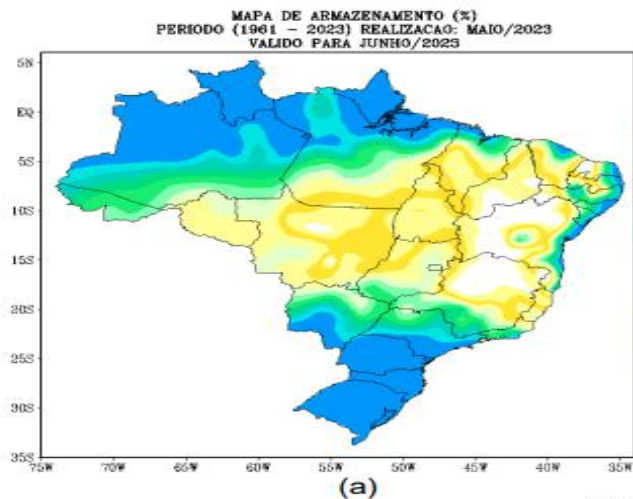 MAPA DE ARMAZENAMENTO (%)
PERIODO (1961 - 2023) REALIZACAO: MAIO/2023
VALIDO PARA JUNHO/2023
5N
EQ
5S
10S
15S
20S
25S
30S
35S
75W 70W 65W 60W 55W 50W 45W 40W 35W
(a)